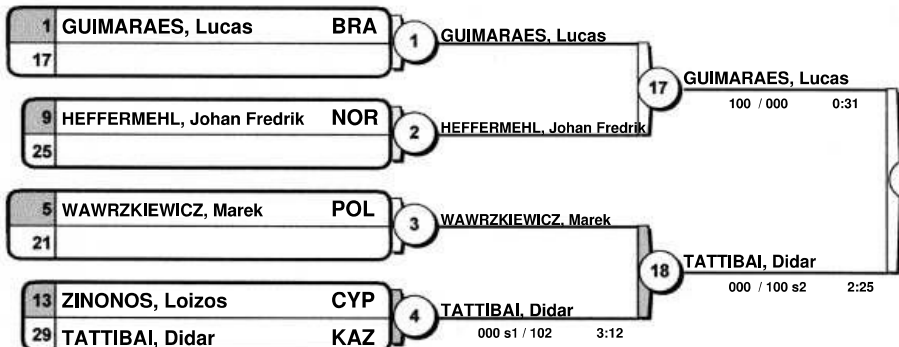 1 GUIMARAES, Lucas BRA
17
1 GUIMARAES, Lucas
9 HEFFERMEHL, Johan Fredrik NOR
25
2 HEFFERMEHL, Johan Fredrik
17 GUIMARAES, Lucas
100 / 000 0:31
5 WAWRZKIEWICZ, Marek POL
21
3 WAWRZKIEWICZ, Marek
13 ZINONOS, Loizos CYP
29 TATTIBAI, Didar KAZ
4 TATTIBAI, Didar
000 s1 / 102 3:12
18 TATTIBAI, Didar
000 / 100 s2 2:25